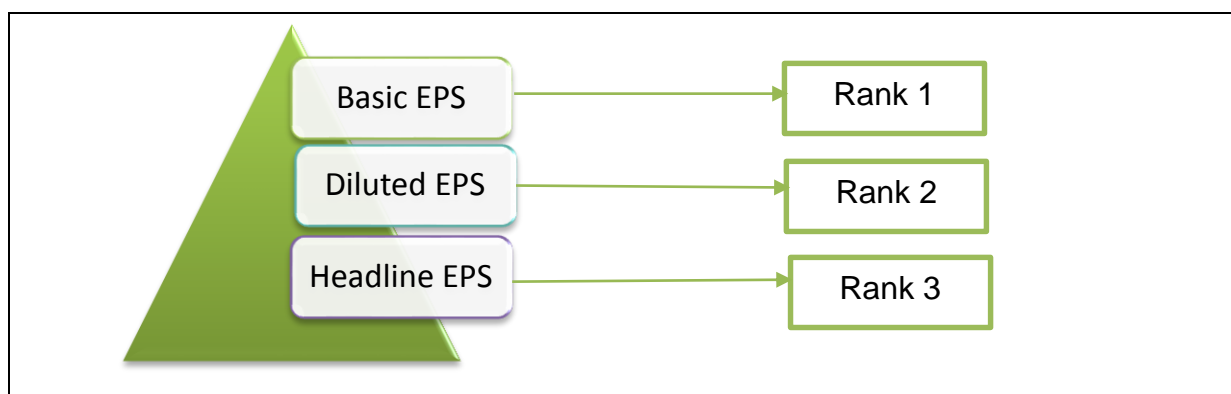 Basic EPS
Rank 1
Diluted EPS
Rank 2
Headline EPS
Rank 3